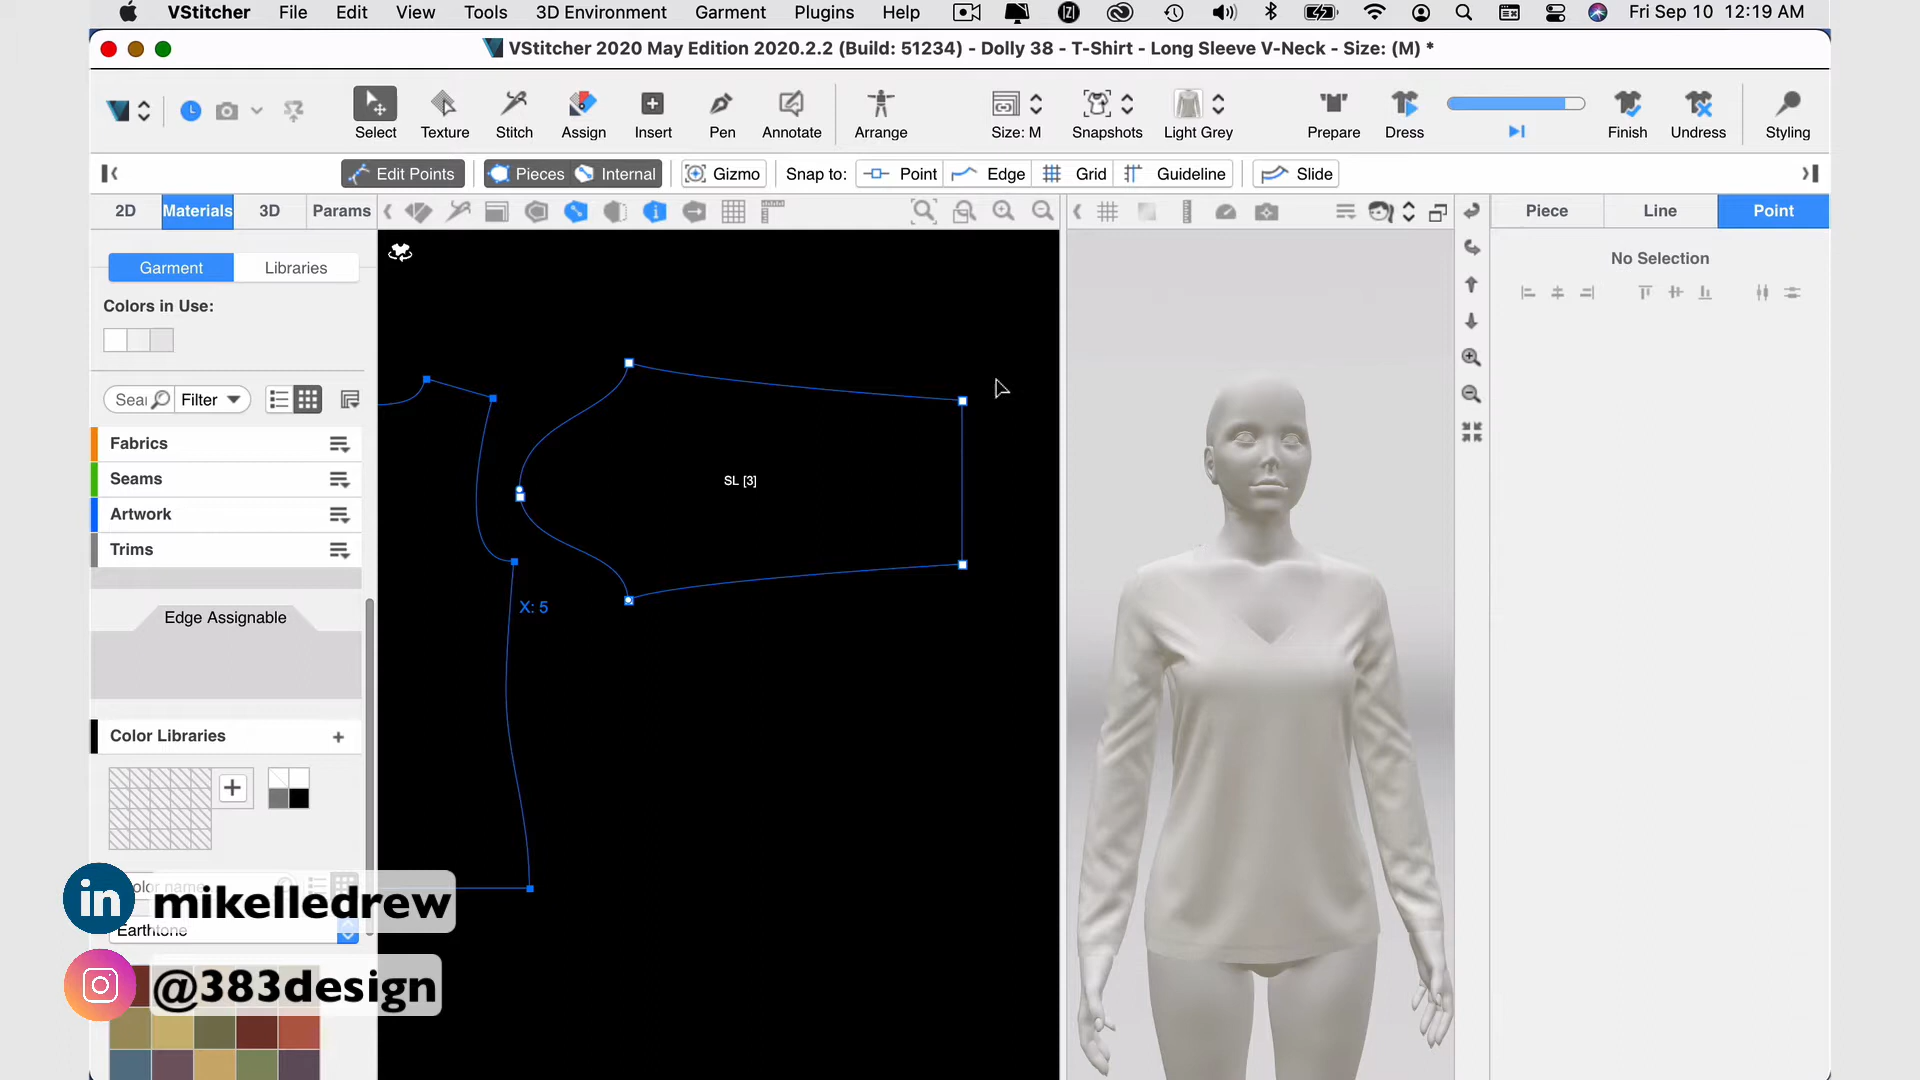 VStitcher File Edit View Tools 3D Environment Garment Plugins Help Fri Sep 10 12:19 AM
VStitcher 2020 May Edition 2020.2.2 (Build: 51234) - Dolly 38 - T-Shirt - Long Sleeve V-Neck - Size: (M) *
Select Texture Stitch Assign Insert Pen Annotate Arrange Size: M Snapshots Light Grey Prepare Dress Finish Undress Styling
Edit Points Pieces Internal Gizmo Snap to: Point Edge Grid Guideline Slide
2D Materials 3D Params Piece Line Point
Garment Libraries
No Selection
Colors in Use:
Filter
Fabrics
Seams
SL [3]
Artwork
Trims
X: 5
Edge Assignable
Color Libraries
in mikelledrew
Earthtone
@383design